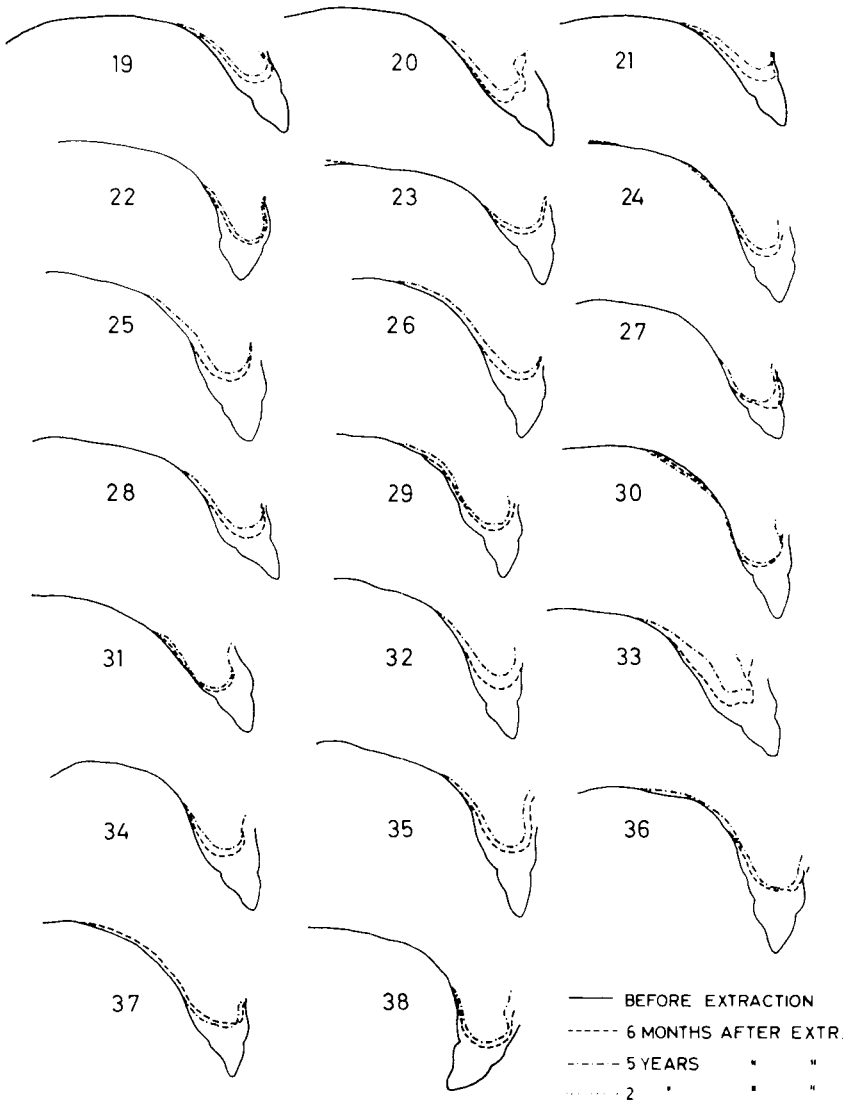 19 20 21
22 23 24
25 26 27
28 29 30
31 32 33
34 35 36
37 38
BEFORE EXTRACTION
6 MONTHS AFTER EXTR.
5 YEARS " "
2 " " "